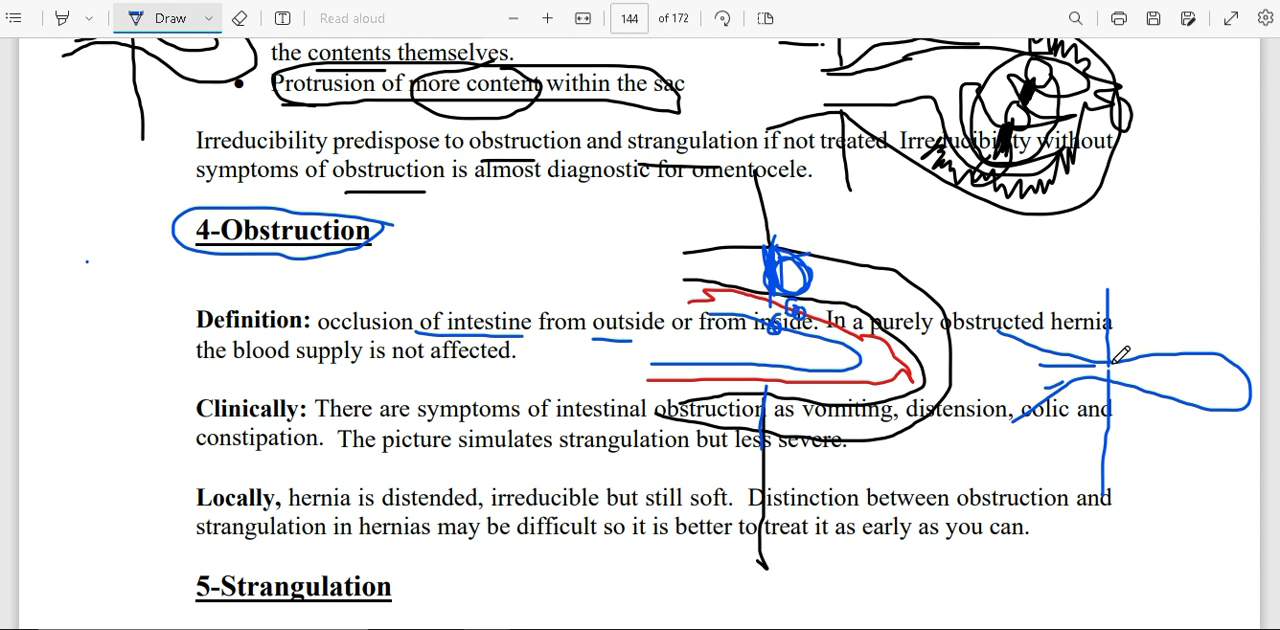 Draw
Read aloud
144 of 172
the contents themselves.
• Protrusion of more content within the sac
Irreducibility predispose to obstruction and strangulation if not treated. Irreducibility without
symptoms of obstruction is almost diagnostic for omentocele.
4-Obstruction
Definition: occlusion of intestine from outside or from inside. In a purely obstructed hernia
the blood supply is not affected.
Clinically: There are symptoms of intestinal obstruction as vomiting, distension, colic and
constipation. The picture simulates strangulation but less severe.
Locally, hernia is distended, irreducible but still soft. Distinction between obstruction and
strangulation in hernias may be difficult so it is better to treat it as early as you can.
5-Strangulation